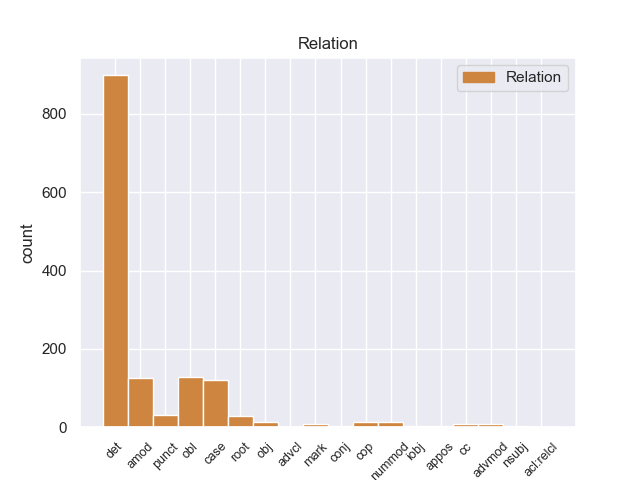 Relation
Relation
count
800
600
400
200
0
det amod punct obl case root obj advcl mark conj cop nummod iobj appos cc advmod nsubj acl:relcl